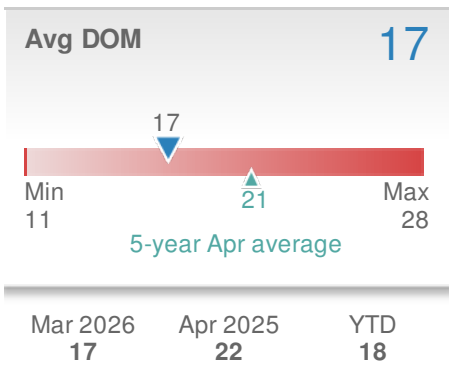 Avg DOM 17
17
Min Max
11 21 28
5-year Apr average
Mar 2026 Apr 2025 YTD
17 22 18